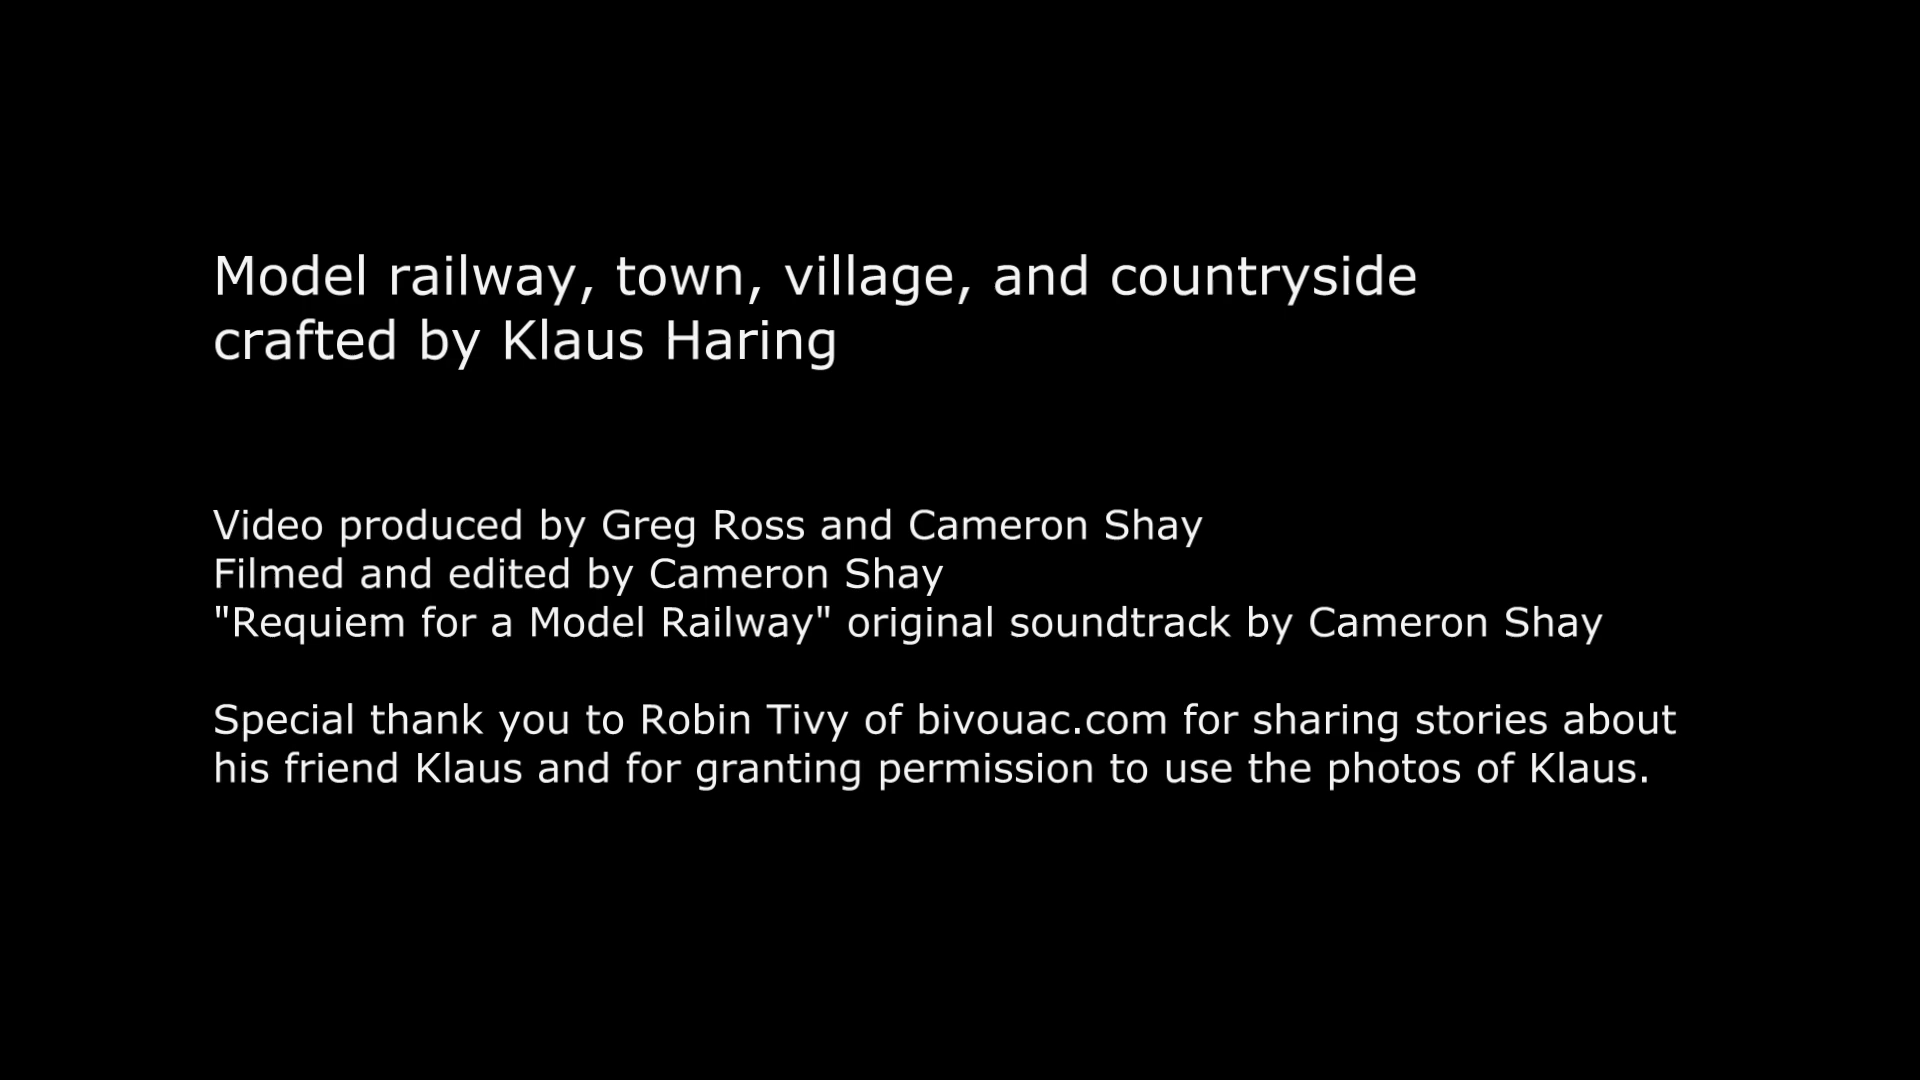 Model railway, town, village, and countryside
crafted by Klaus Haring
Video produced by Greg Ross and Cameron Shay
Filmed and edited by Cameron Shay
"Requiem for a Model Railway" original soundtrack by Cameron Shay
Special thank you to Robin Tivy of bivouac.com for sharing stories about
his friend Klaus and for granting permission to use the photos of Klaus.